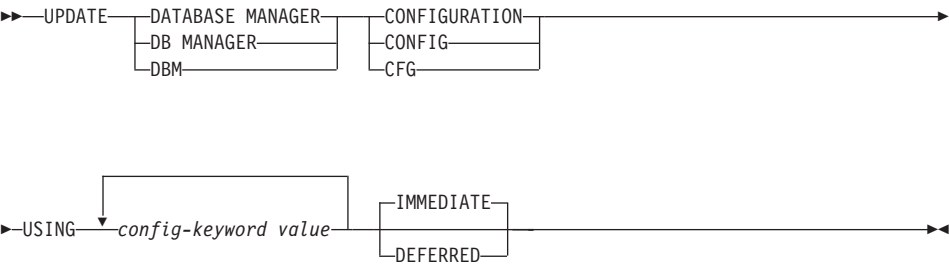 UPDATE DATABASE MANAGER CONFIGURATION
DB MANAGER CONFIG
DBM CFG
IMMEDIATE
USING config-keyword value
DEFERRED